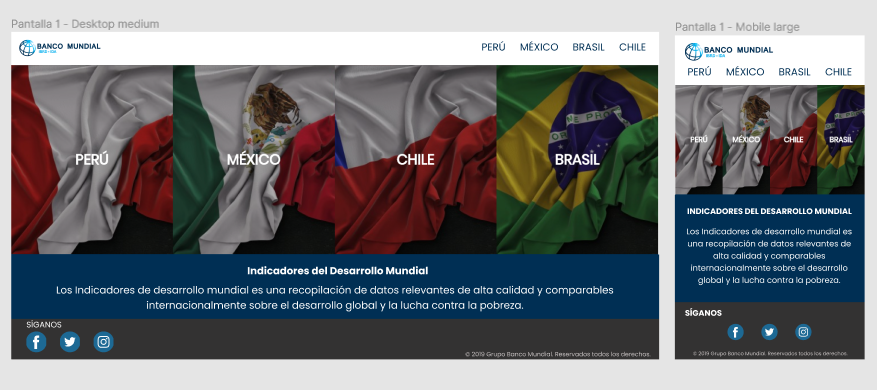 Pantalla 1 - Desktop medium
BANCO MUNDIAL
BIRD · IDA
PERÚ MÉXICO BRASIL CHILE
PERÚ MÉXICO CHILE BRASIL
Indicadores del Desarrollo Mundial
Los Indicadores de desarrollo mundial es una recopilación de datos relevantes de alta calidad y comparables
internacionalmente sobre el desarrollo global y la lucha contra la pobreza.
SÍGANOS
© 2019 Grupo Banco Mundial. Reservados todos los derechos.
Pantalla 1 - Mobile large
BANCO MUNDIAL
BIRD · IDA
PERÚ MÉXICO BRASIL CHILE
PERÚ MÉXICO CHILE BRASIL
INDICADORES DEL DESARROLLO MUNDIAL
Los Indicadores de desarrollo mundial es
una recopilación de datos relevantes de
alta calidad y comparables
internacionalmente sobre el desarrollo
global y la lucha contra la pobreza.
SÍGANOS
© 2019 Grupo Banco Mundial. Reservados todos los derechos.